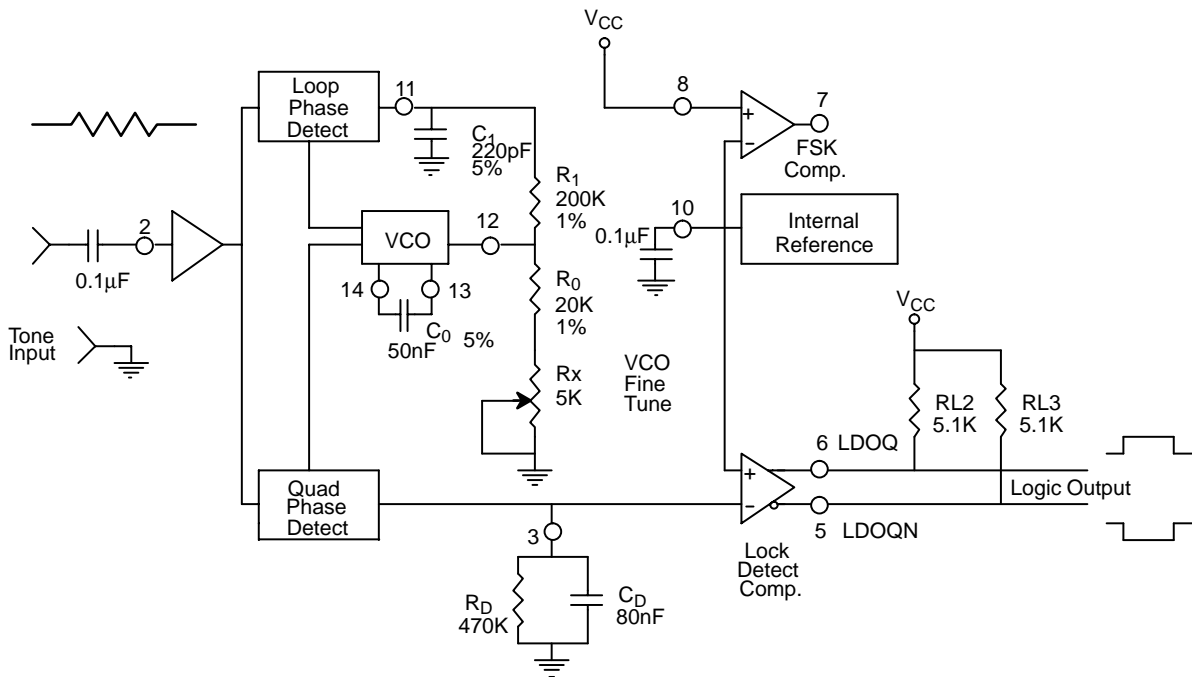 V_CC
Loop
Phase
Detect
11
C_1
220pF
5%
8
+
−
7
FSK
Comp.
R_1
200K
1%
2
0.1μF
VCO
12
14
13
C_0 5%
50nF
R_0
20K
1%
10
0.1μF
Internal
Reference
Tone
Input
Rx
5K
VCO
Fine
Tune
V_CC
RL2
5.1K
RL3
5.1K
Quad
Phase
Detect
+
−
6 LDOQ
Logic Output
5 LDOQN
Lock
Detect
Comp.
3
R_D
470K
C_D
80nF